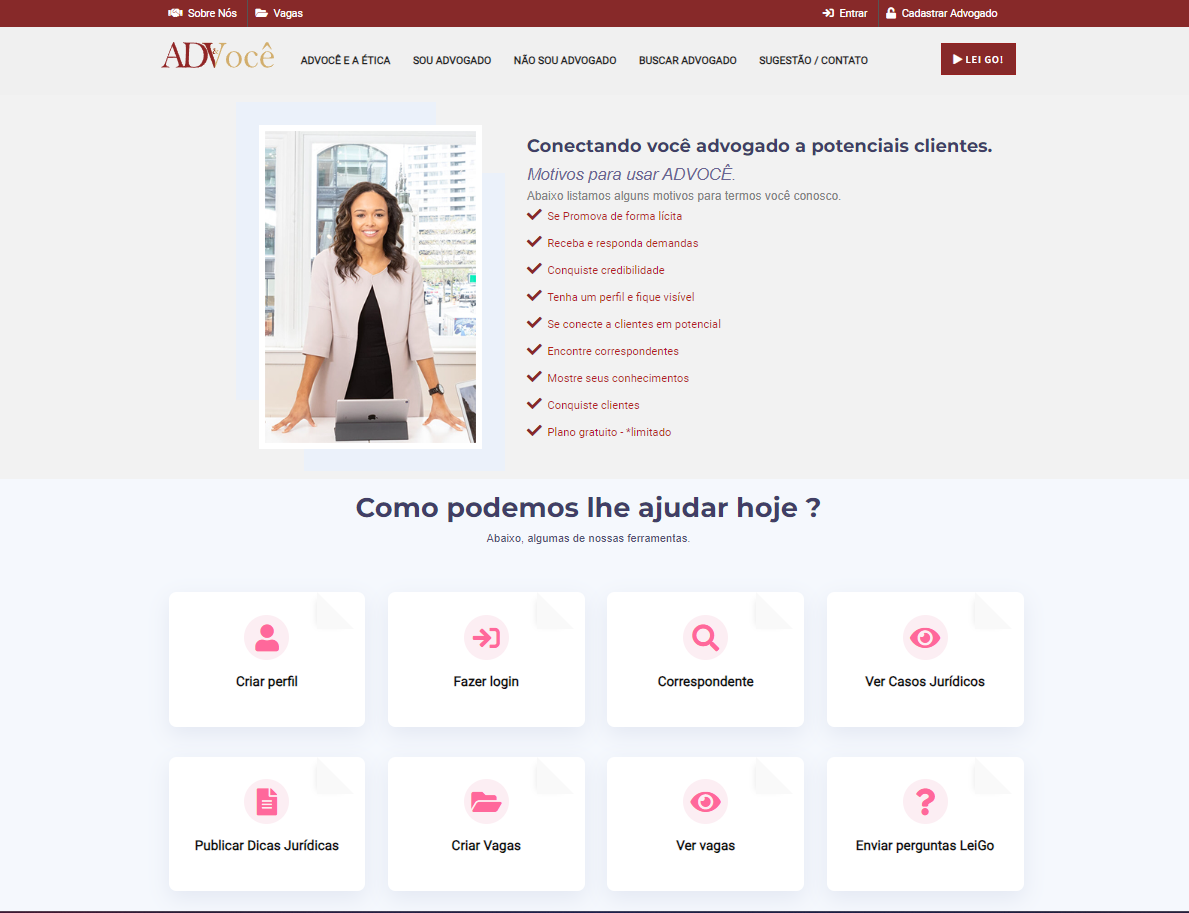 Sobre Nós Vagas Entrar Cadastrar Advogado
ADVocê ADVOCÊ E A ÉTICA SOU ADVOGADO NÃO SOU ADVOGADO BUSCAR ADVOGADO SUGESTÃO / CONTATO LEI GO!
Conectando você advogado a potenciais clientes.
Motivos para usar ADVOCÊ.
Abaixo listamos alguns motivos para termos você conosco.
Se Promova de forma lícita
Receba e responda demandas
Conquiste credibilidade
Tenha um perfil e fique visível
Se conecte a clientes em potencial
Encontre correspondentes
Mostre seus conhecimentos
Conquiste clientes
Plano gratuito - *limitado
Como podemos lhe ajudar hoje ?
Abaixo, algumas de nossas ferramentas.
Criar perfil Fazer login Correspondente Ver Casos Jurídicos
Publicar Dicas Jurídicas Criar Vagas Ver vagas Enviar perguntas LeiGo